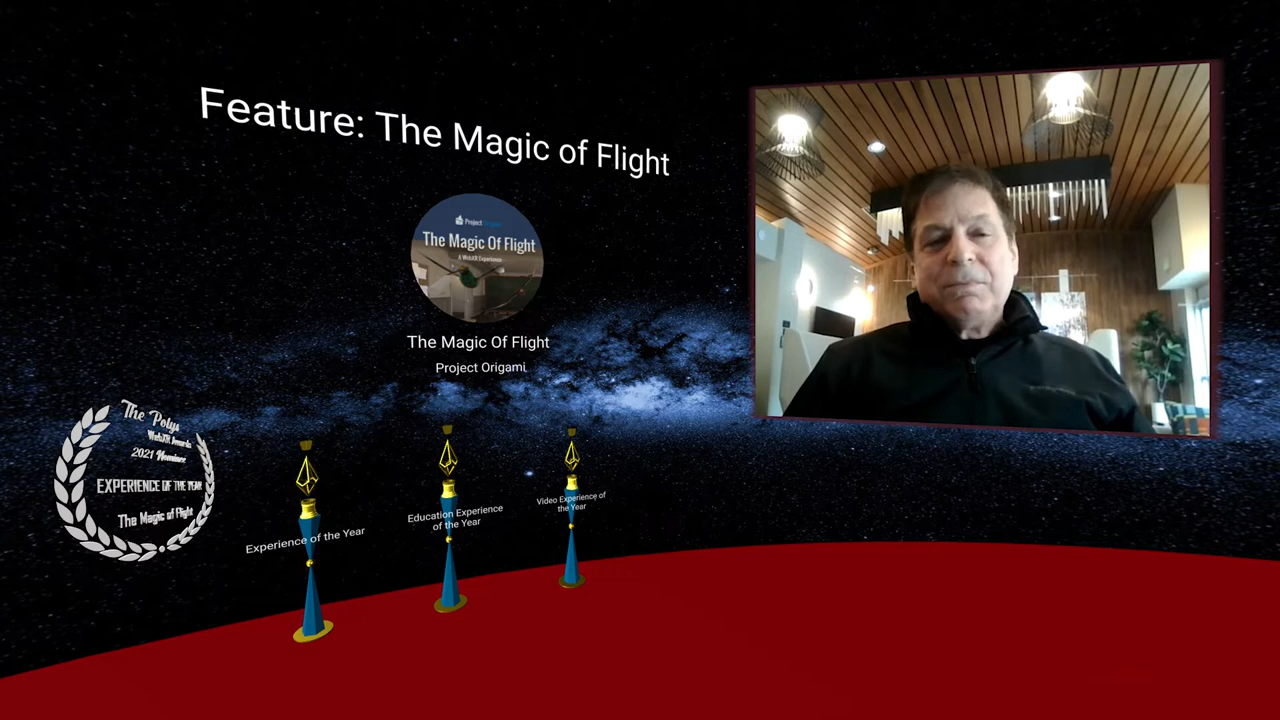 Feature: The Magic of Flight
Project Origami
The Magic Of Flight
A WebXR Experience
The Magic Of Flight
Project Origami
The Polys
WebXR Awards
2021 Nominee
EXPERIENCE OF THE YEAR
The Magic of Flight
Experience of the Year
Education Experience
of the Year
Video Experience of
the Year